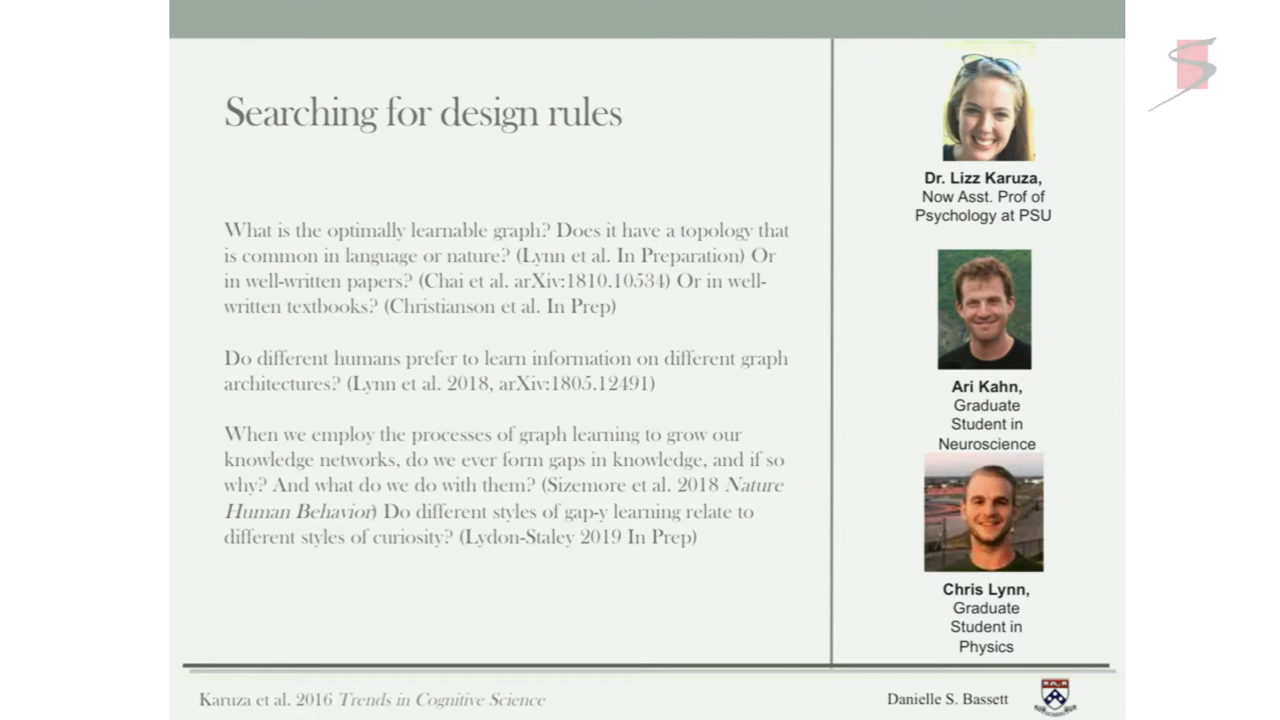 Searching for design rules
What is the optimally learnable graph? Does it have a topology that
is common in language or nature? (Lynn et al. In Preparation) Or
in well-written papers? (Chai et al. arXiv:1810.10534) Or in well-
written textbooks? (Christianson et al. In Prep)
Do different humans prefer to learn information on different graph
architectures? (Lynn et al. 2018, arXiv:1805.12491)
When we employ the processes of graph learning to grow our
knowledge networks, do we ever form gaps in knowledge, and if so
why? And what do we do with them? (Sizemore et al. 2018 Nature
Human Behavior) Do different styles of gap-y learning relate to
different styles of curiosity? (Lydon-Staley 2019 In Prep)
Dr. Lizz Karuza,
Now Asst. Prof of
Psychology at PSU
Ari Kahn,
Graduate
Student in
Neuroscience
Chris Lynn,
Graduate
Student in
Physics
Karuza et al. 2016 Trends in Cognitive Science
Danielle S. Bassett